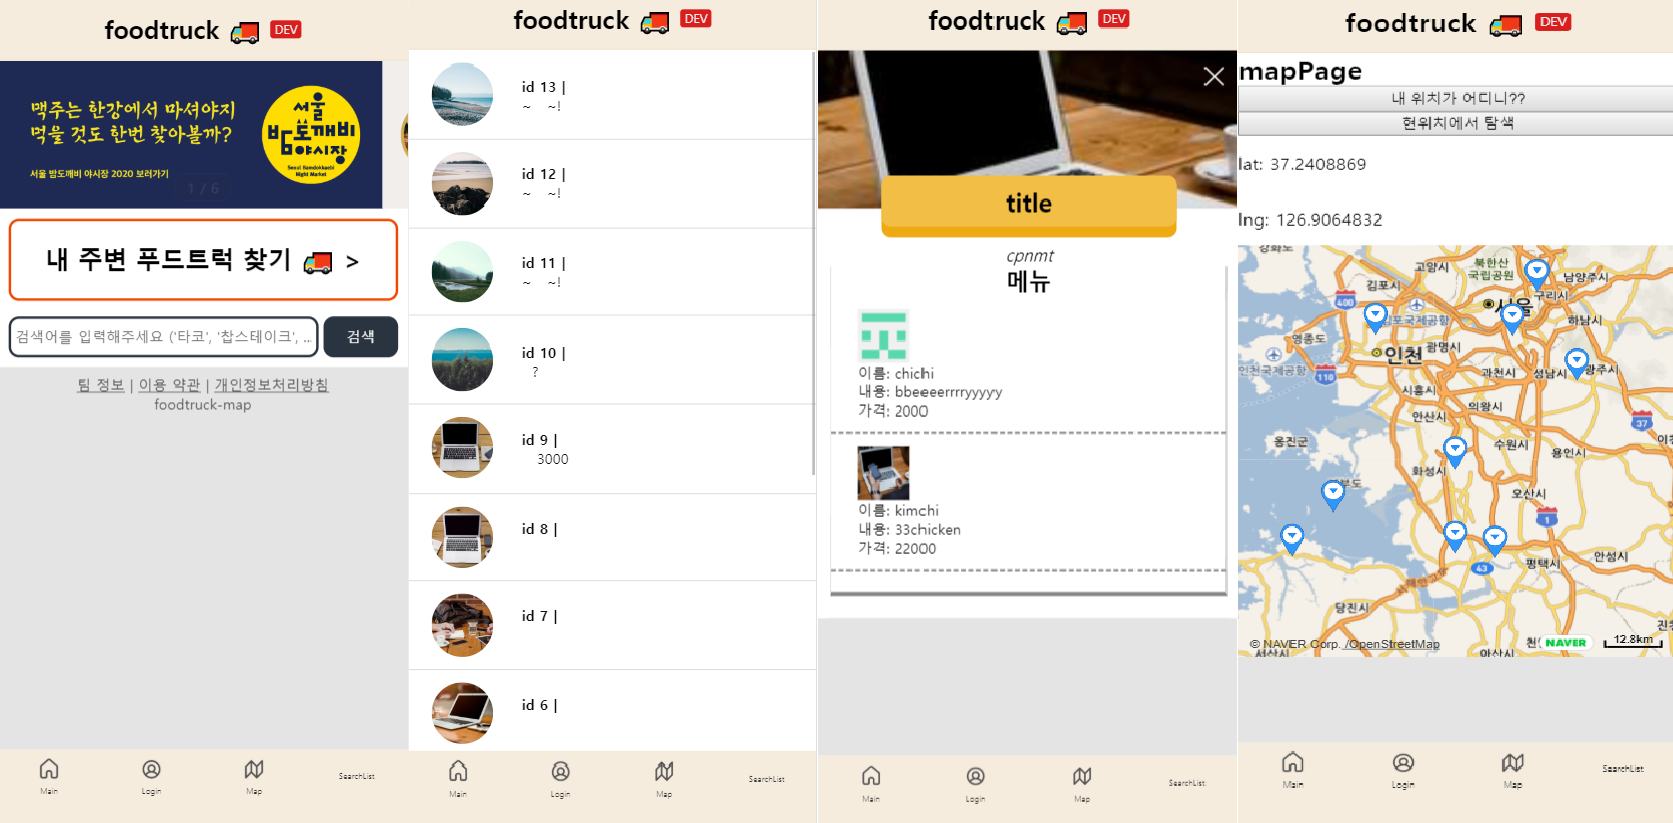 foodtruck DEV
맥주는 한강에서 마셔야지
먹을 것도 한번 찾아볼까?
서울 밤도깨비 야시장 2020 보러가기
서울
밤도깨비
야시장
Seoul Bamdokkaebi
Night Market
1 / 6
내 주변 푸드트럭 찾기 >
검색어를 입력해주세요 ('타코', '찹스테이크', ...
검색
팀 정보 | 이용 약관 | 개인정보처리방침
foodtruck-map
Main
Login
Map
SearchList
foodtruck DEV
id 13 |
~ ~!
id 12 |
~ ~!
id 11 |
~ ~!
id 10 |
?
id 9 |
3000
id 8 |
id 7 |
id 6 |
Main
Login
Map
SearchList
foodtruck DEV
title
cpnmt
메뉴
이름: chichi
내용: bbeeeerrrryyyyy
가격: 2000
이름: kimchi
내용: 33chicken
가격: 22000
Main
Login
Map
SearchList
foodtruck DEV
mapPage
내 위치가 어디니??
현위치에서 탐색
lat: 37.2408869
lng: 126.9064832
강화도
고양시
북한산
국립공원
남양주시
김포시
400
구리시
서울
김포국제공항
하남시
영종도
인천
광명시
인천국제공항
110
과천시
성남시
광주시
시흥시
의왕시
안산시
37
옹진군
수원시
용인시
이천
화성시
오산시
1
안성시
43
평택시
당진시
© NAVER Corp. /OpenStreetMap
NAVER
12.8km
서산시
아산시
Main
Login
Map
SearchList